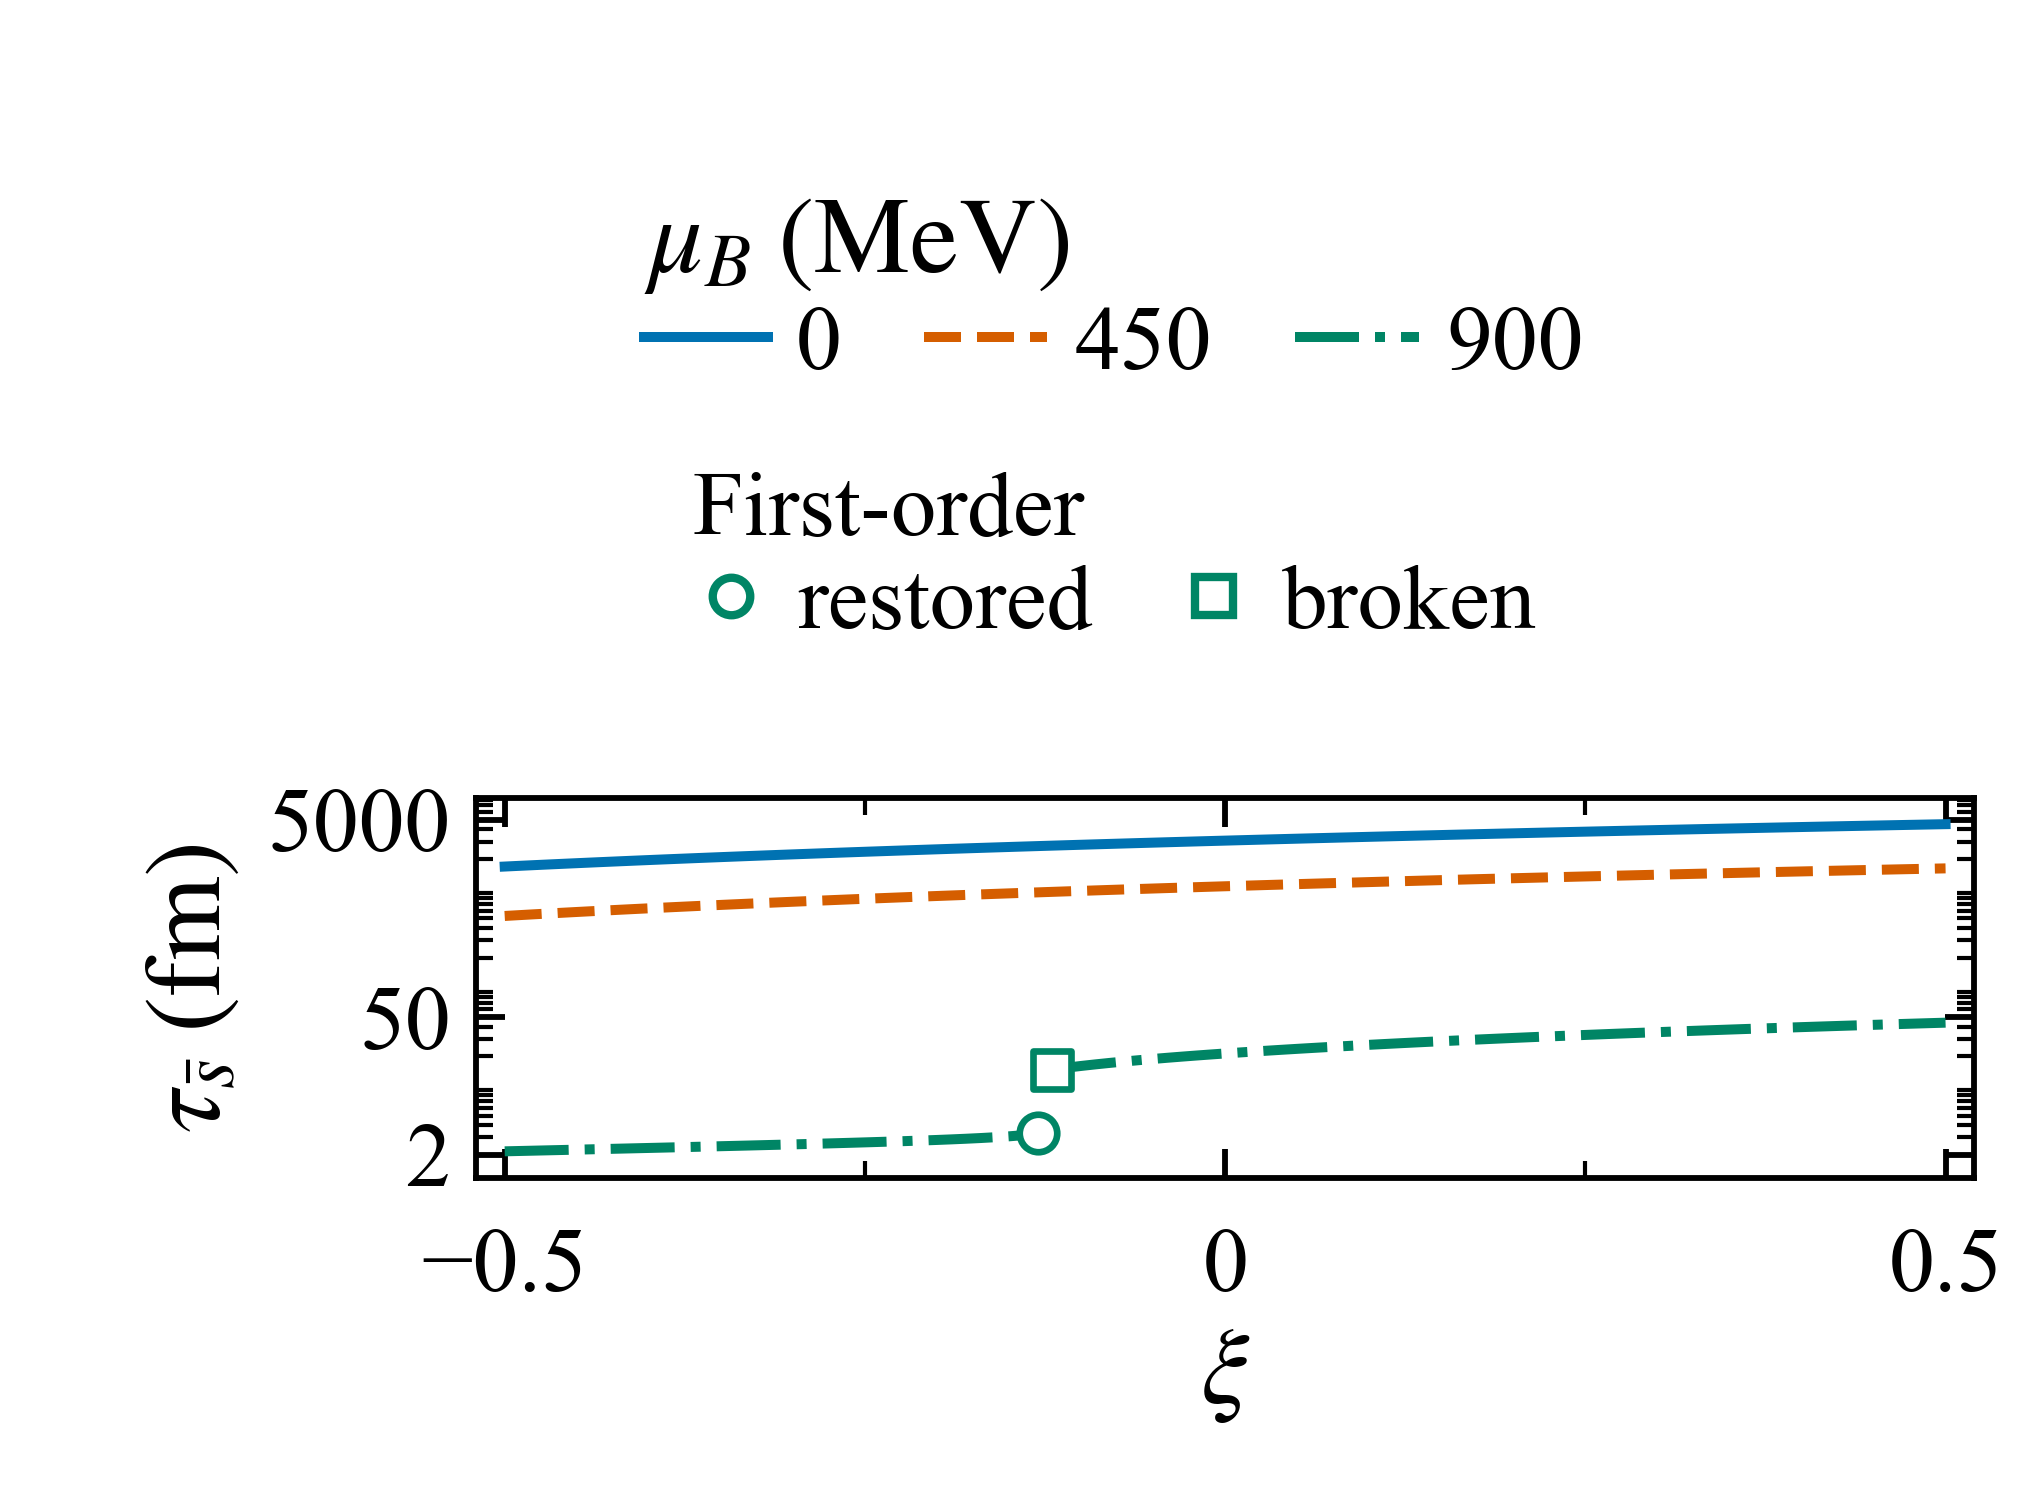 μB (MeV)
0 450 900
First-order
restored broken
5000
50
2
τs̄ (fm)
−0.5 0 0.5
ξ